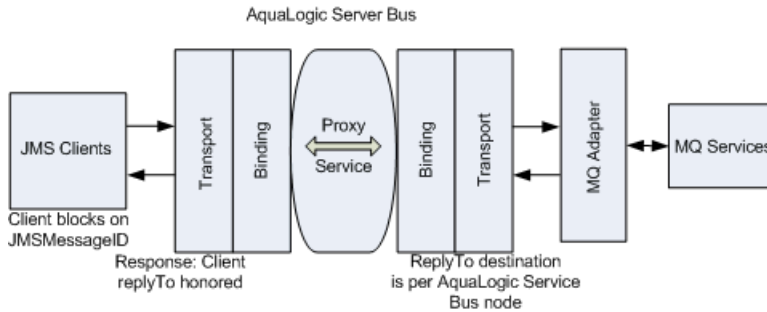 AquaLogic Server Bus
JMS Clients
Client blocks on
JMSMessageID
Transport
Binding
Response: Client
replyTo honored
Proxy
Service
Binding
Transport
ReplyTo destination
is per AquaLogic Service
Bus node
MQ Adapter
MQ Services